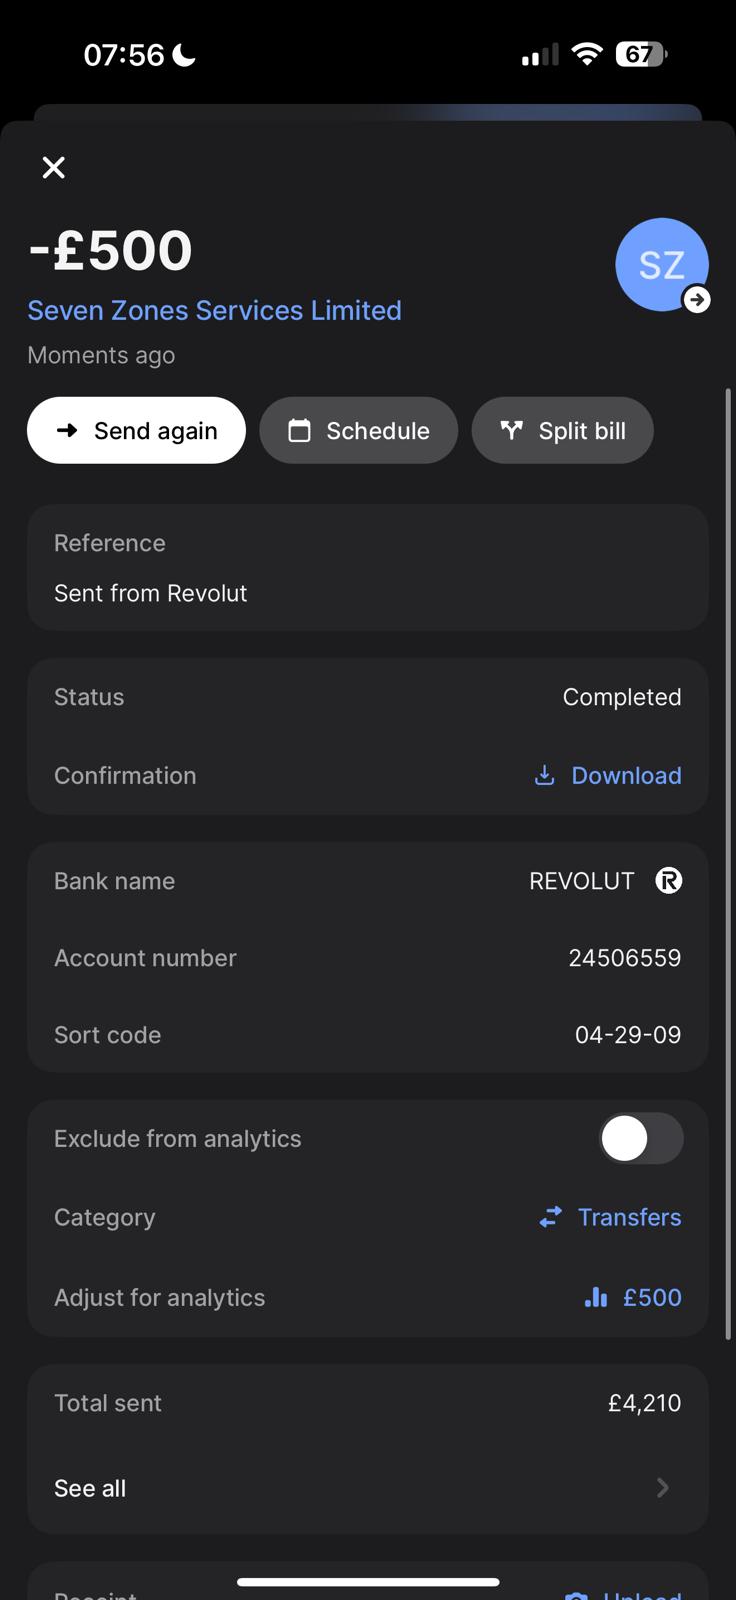 07:56
67
-£500
SZ
Seven Zones Services Limited
Moments ago
Send again
Schedule
Split bill
Reference
Sent from Revolut
Status Completed
Confirmation Download
Bank name REVOLUT R
Account number 24506559
Sort code 04-29-09
Exclude from analytics
Category Transfers
Adjust for analytics £500
Total sent £4,210
See all
Receipt Upload